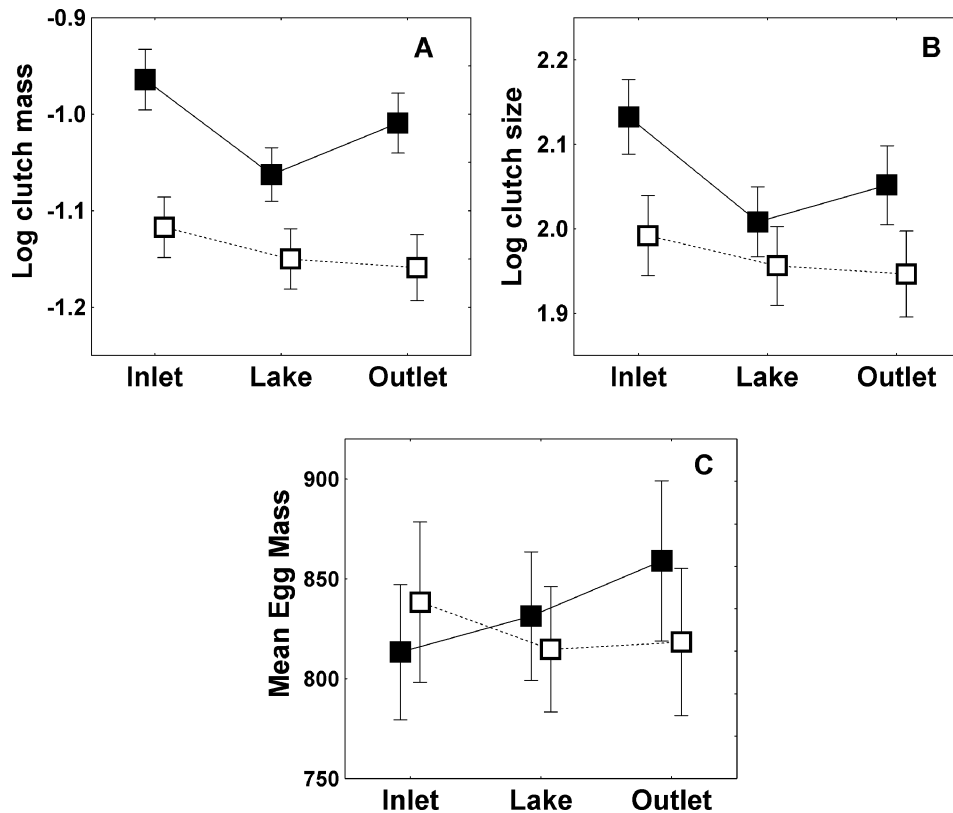 A
Log clutch mass
-0.9
-1.0
-1.1
-1.2
Inlet Lake Outlet
B
Log clutch size
2.2
2.1
2.0
1.9
Inlet Lake Outlet
C
Mean Egg Mass
900
850
800
750
Inlet Lake Outlet